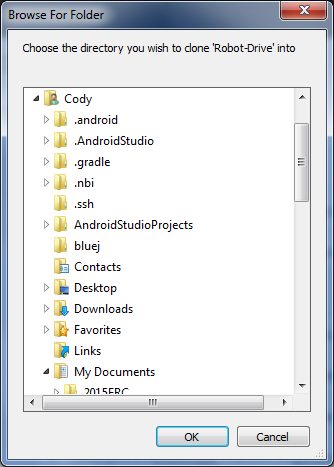 Browse For Folder
Choose the directory you wish to clone 'Robot-Drive' into
Cody
.android
.AndroidStudio
.gradle
.nbi
.ssh
AndroidStudioProjects
bluej
Contacts
Desktop
Downloads
Favorites
Links
My Documents
2015FRC
OK
Cancel